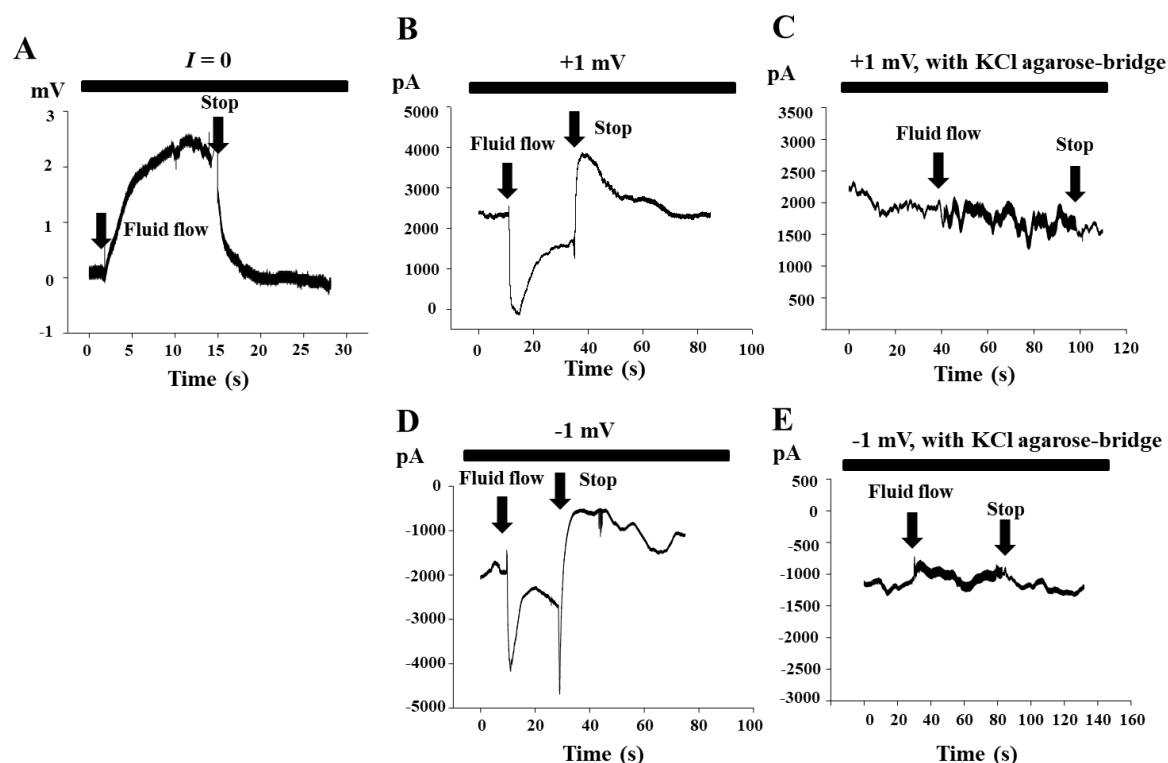 A
I = 0
mV
Stop
Fluid flow
3
2
1
0
-1
0 5 10 15 20 25 30
Time (s)
B
+1 mV
pA
Fluid flow
Stop
5000
4000
3000
2000
1000
0
0 20 40 60 80 100
Time (s)
C
+1 mV, with KCl agarose-bridge
pA
Fluid flow
Stop
3500
3000
2500
2000
1500
1000
500
0 20 40 60 80 100 120
Time (s)
D
-1 mV
pA
Fluid flow
Stop
0
-1000
-2000
-3000
-4000
-5000
0 20 40 60 80 100
Time (s)
E
-1 mV, with KCl agarose-bridge
pA
Fluid flow
Stop
500
0
-500
-1000
-1500
-2000
-2500
-3000
0 20 40 60 80 100 120 140 160
Time (s)